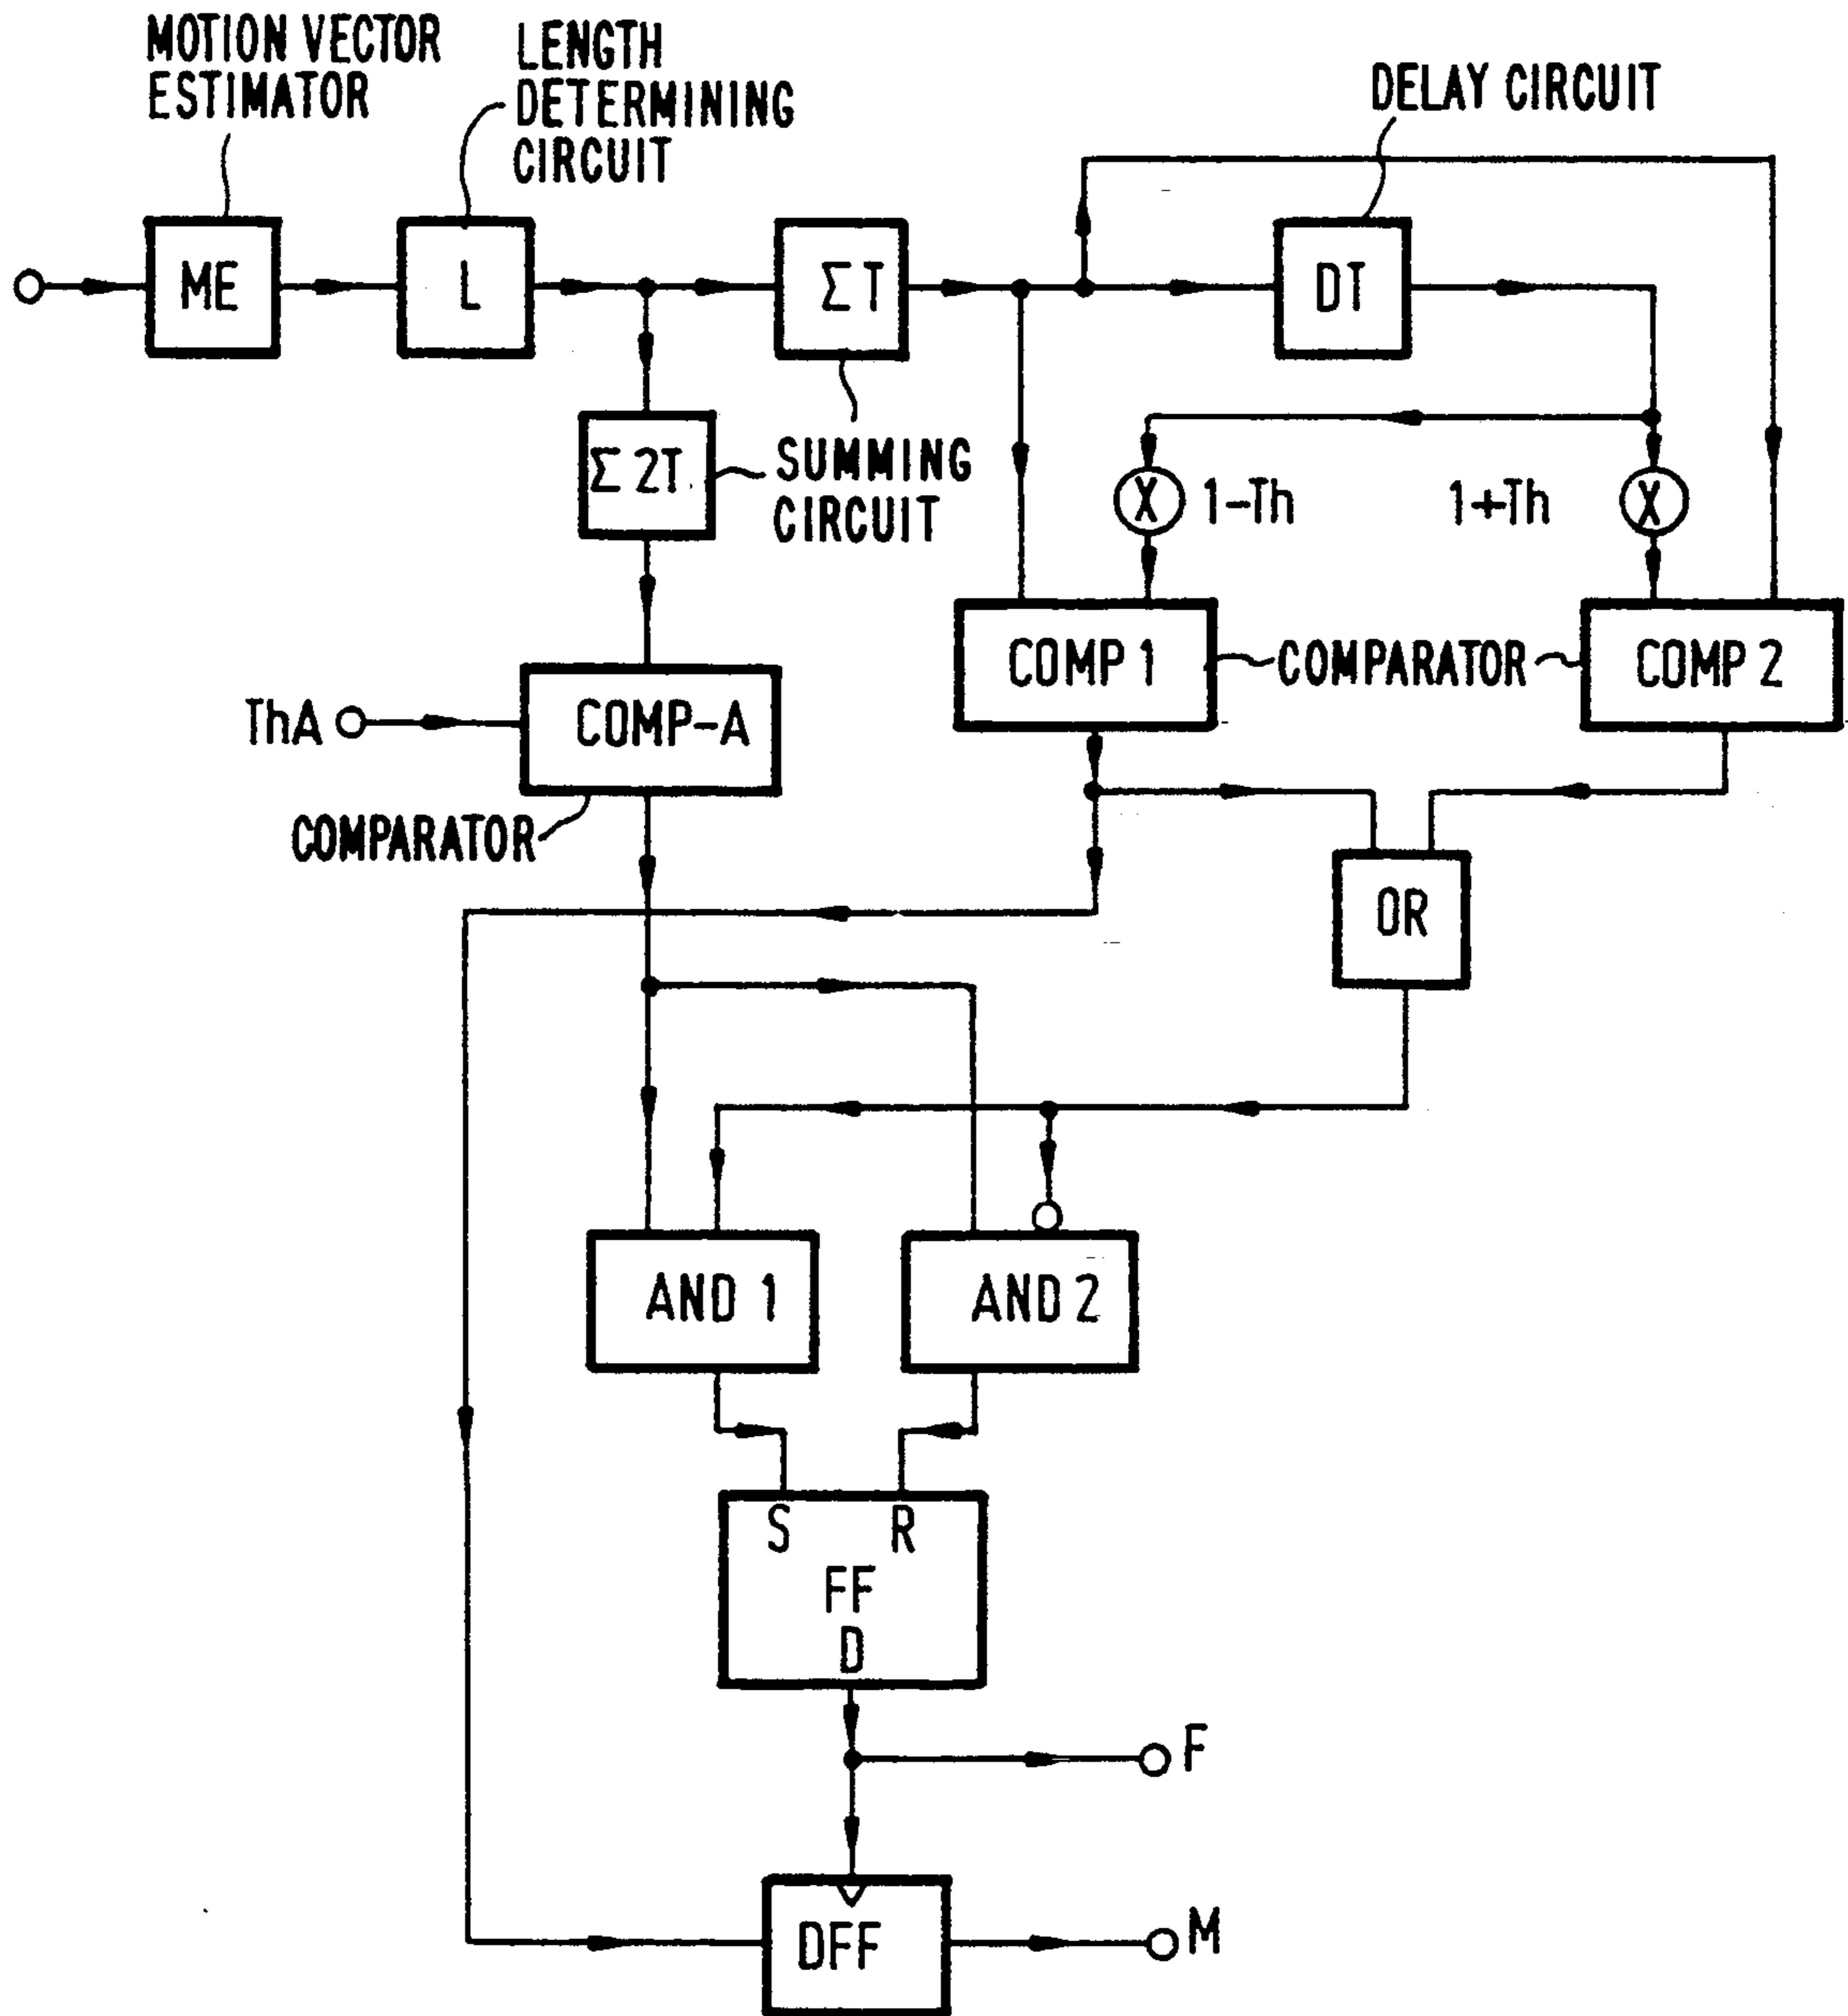 MOTION VECTOR
ESTIMATOR
LENGTH
DETERMINING
CIRCUIT
DELAY CIRCUIT
ME
L
ΣT
DT
Σ2T
SUMMING
CIRCUIT
X
1-Th
1+Th
X
COMP 1
COMPARATOR
COMP 2
ThA
COMP-A
COMPARATOR
OR
AND 1
AND 2
S
R
FF
D
F
DFF
M